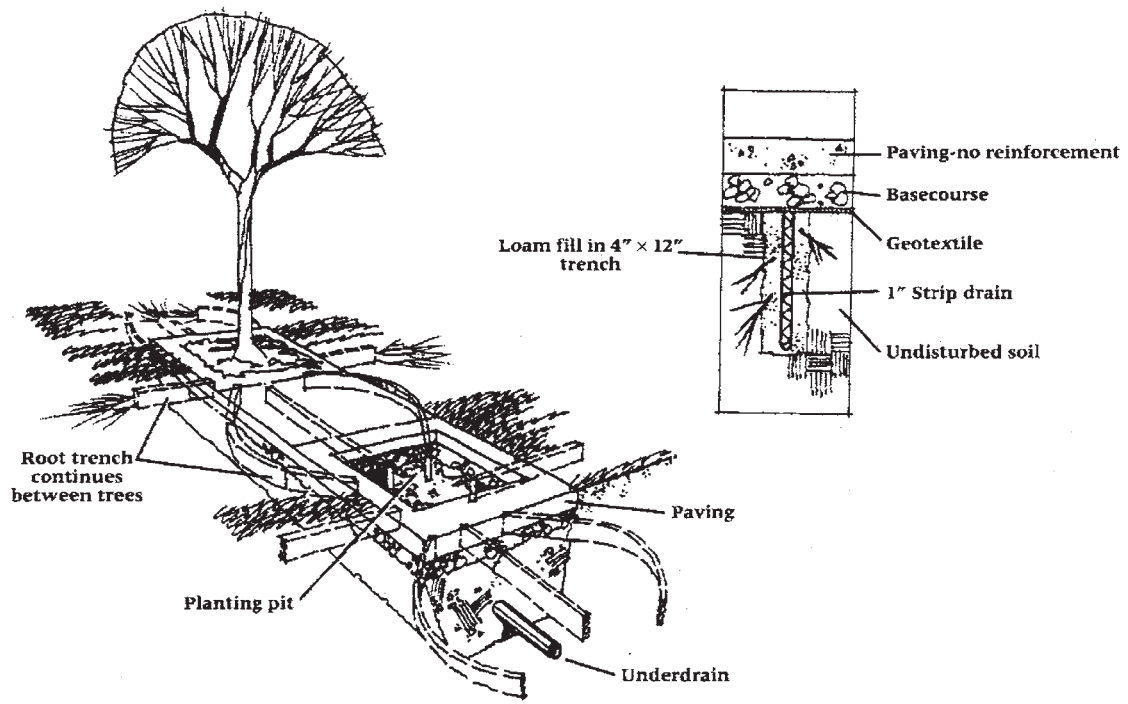 Paving-no reinforcement
Basecourse
Geotextile
Loam fill in 4″ × 12″
trench
1″ Strip drain
Undisturbed soil
Root trench
continues
between trees
Paving
Planting pit
Underdrain